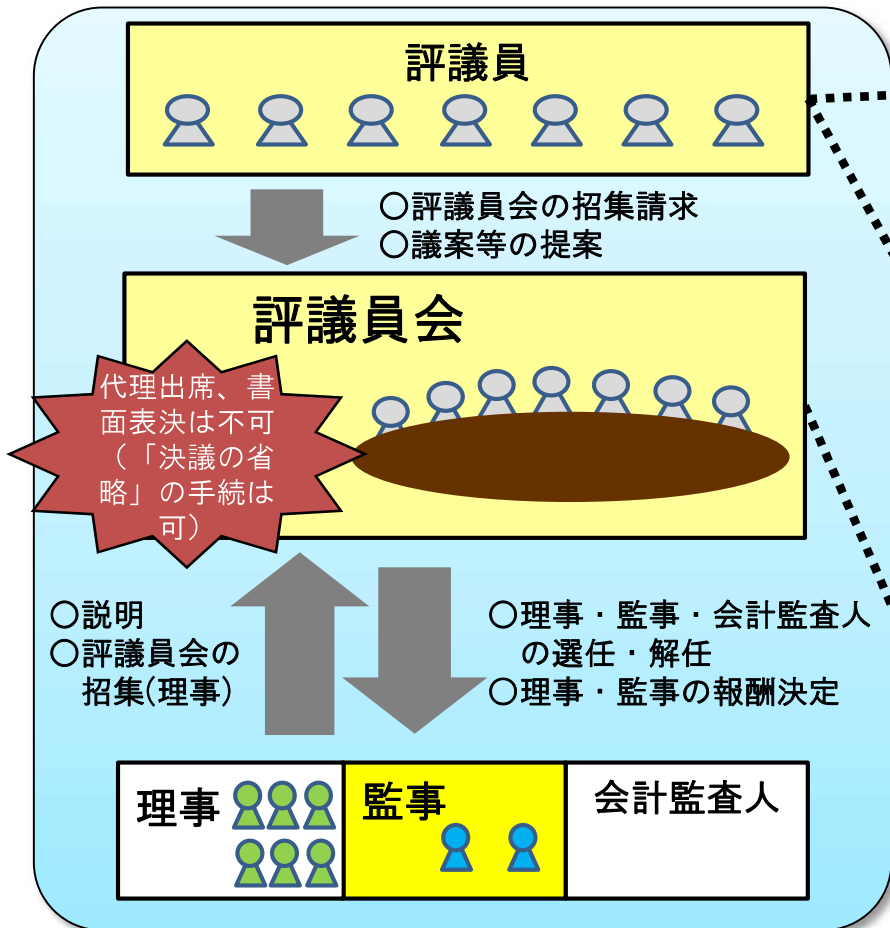 評議員
○評議員会の招集請求
○議案等の提案
評議員会
代理出席、書
面表決は不可
（「決議の省
略」の手続は
可）
○説明
○評議員会の
招集(理事)
○理事・監事・会計監査人
の選任・解任
○理事・監事の報酬決定
理事
監事
会計監査人